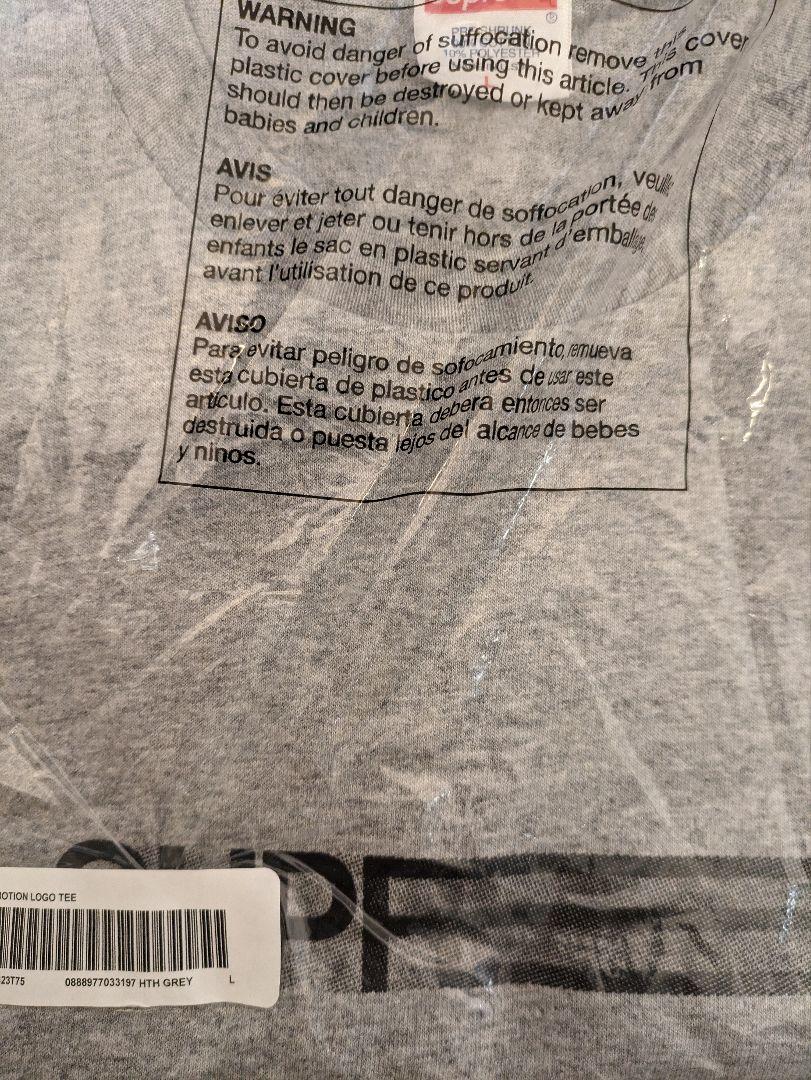 Supreme
WARNING
To avoid danger of suffocation remove this cover
plastic cover before using this article. This
should then be destroyed or kept away from
babies and children.
AVIS
Pour éviter tout danger de soffocation, veuill
enlever et jeter ou tenir hors de la portée de
enfants le sac en plastic servant d'emballage
avant l'utilisation de ce produit.
AVISO
Para evitar peligro de sofocamiento, remueva
esta cubierta de plastico antes de usar este
artículo. Esta cubierta debera entonces ser
destruida o puesta lejos del alcance de bebes
y ninos.
SUPRE
MOTION LOGO TEE
23T75 0888977033197 HTH GREY L